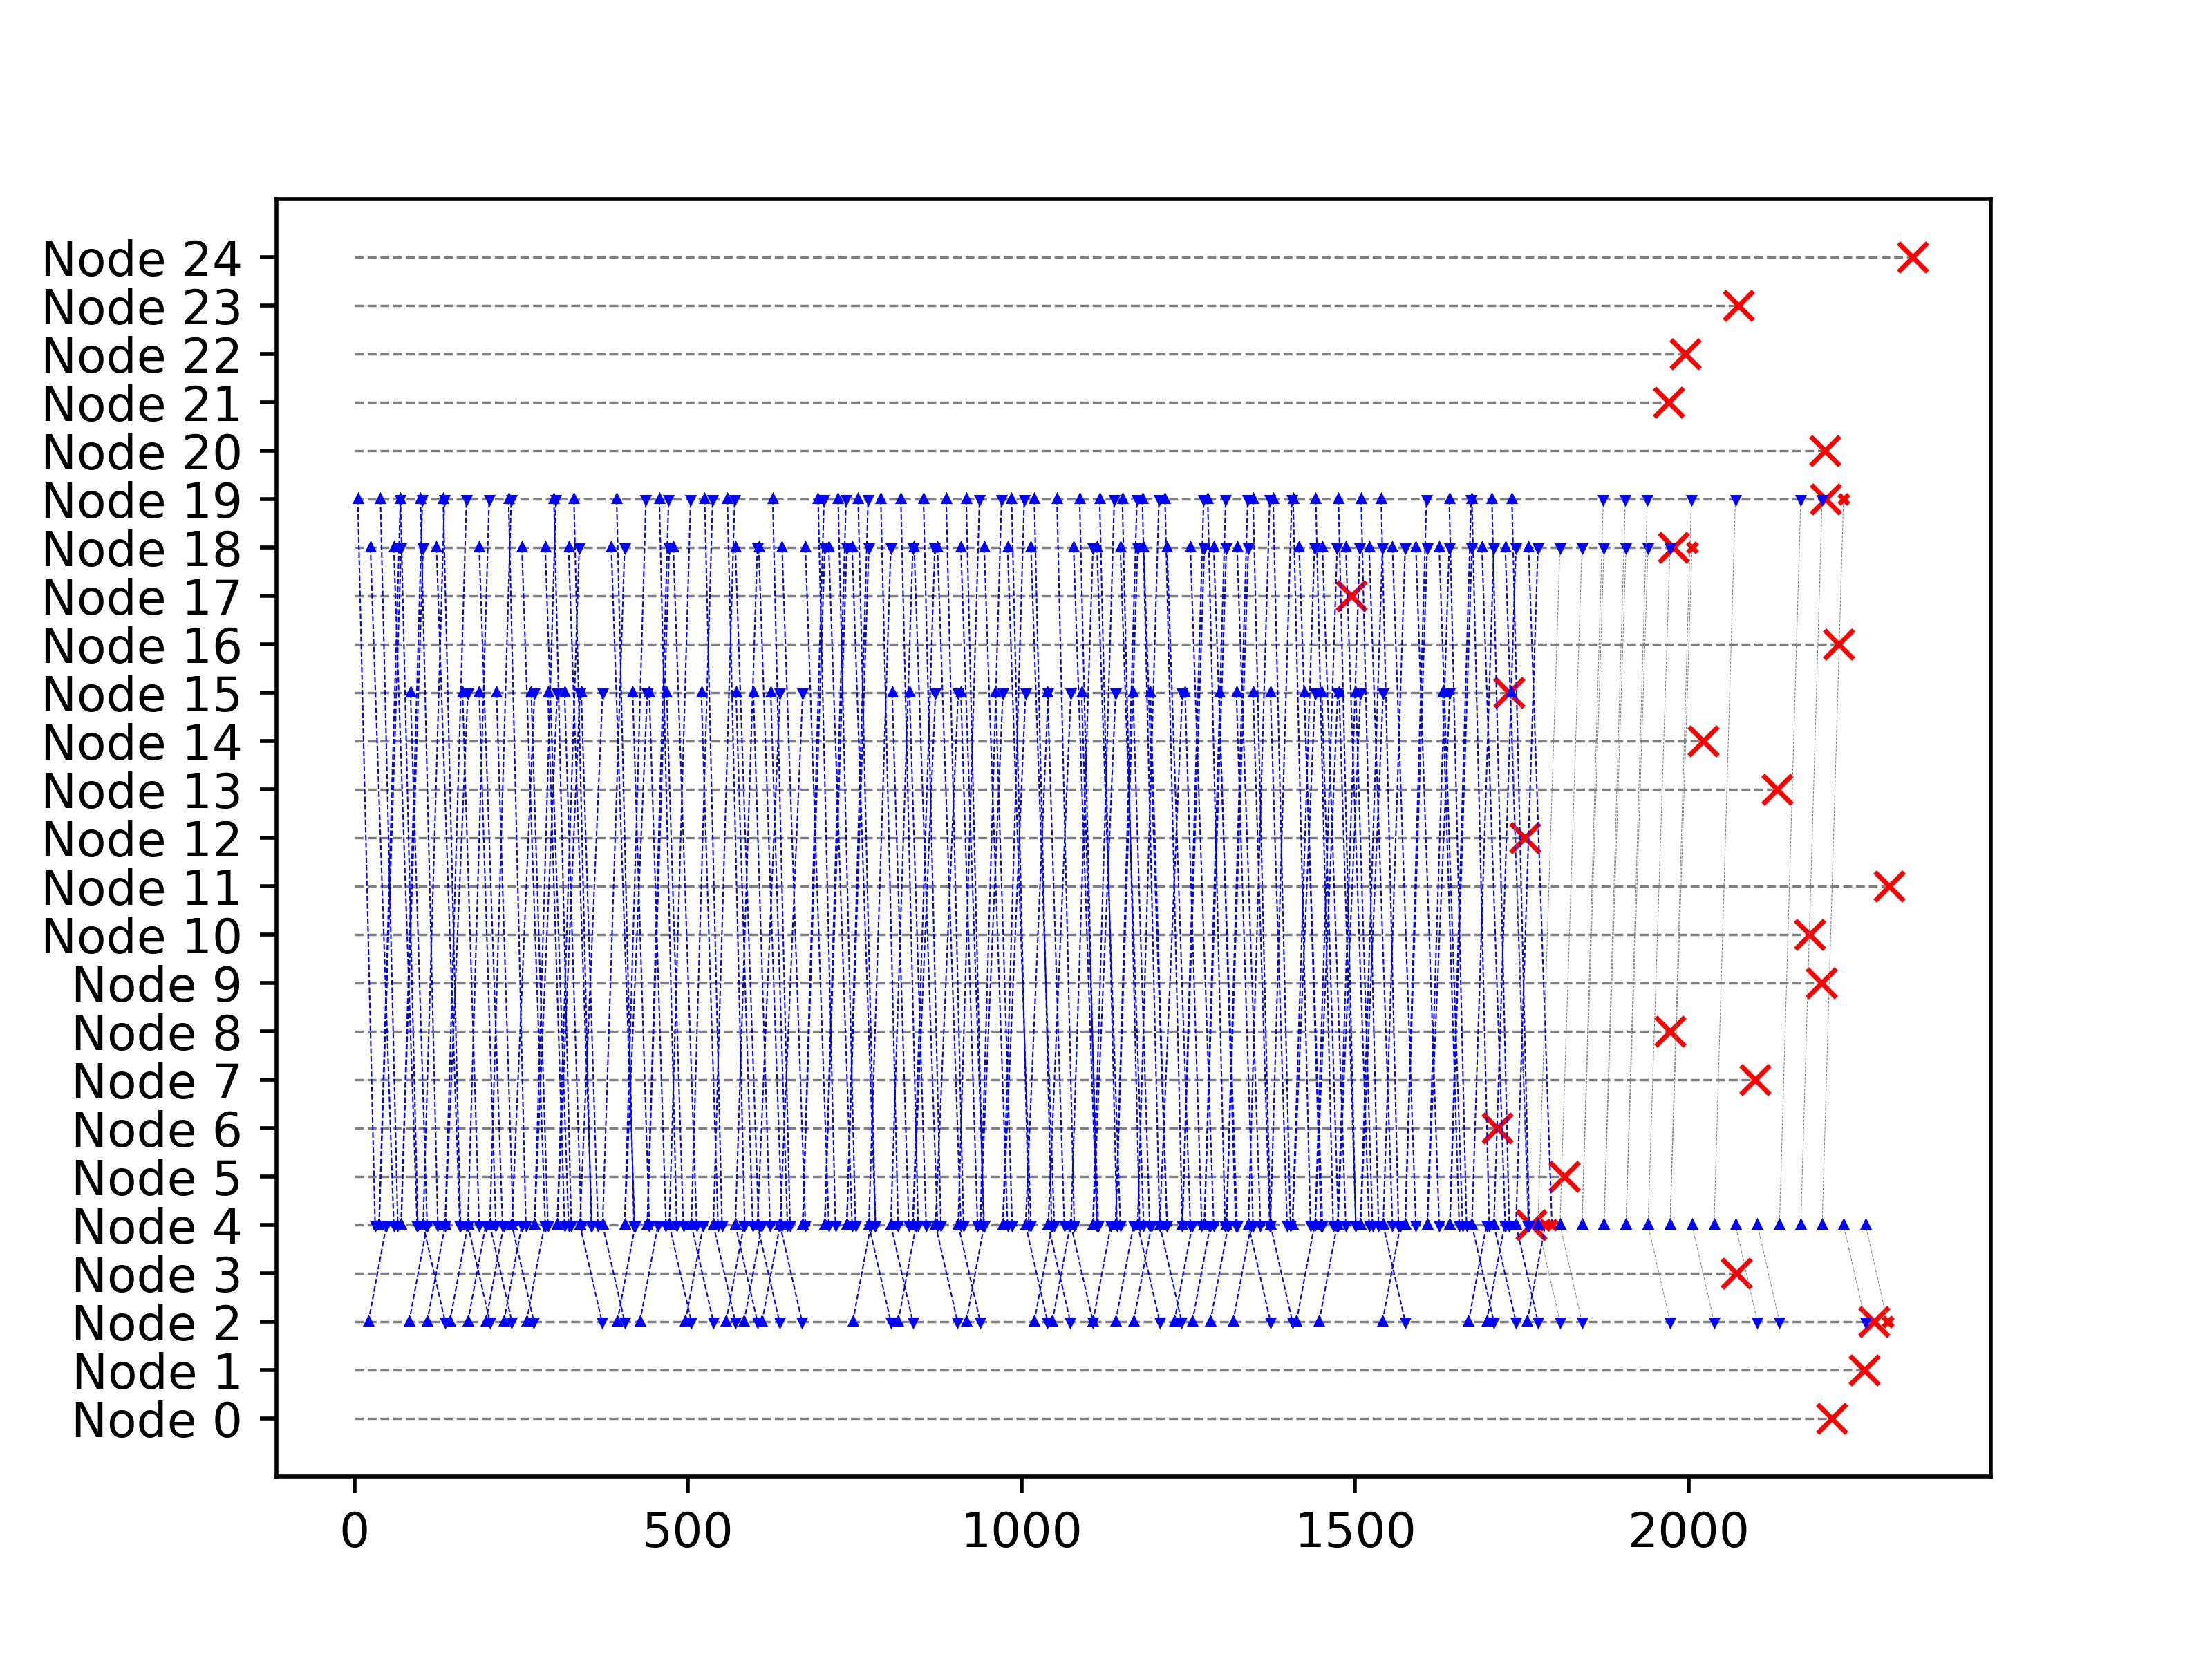 Node 24
Node 23
Node 22
Node 21
Node 20
Node 19
Node 18
Node 17
Node 16
Node 15
Node 14
Node 13
Node 12
Node 11
Node 10
Node 9
Node 8
Node 7
Node 6
Node 5
Node 4
Node 3
Node 2
Node 1
Node 0
0 500 1000 1500 2000